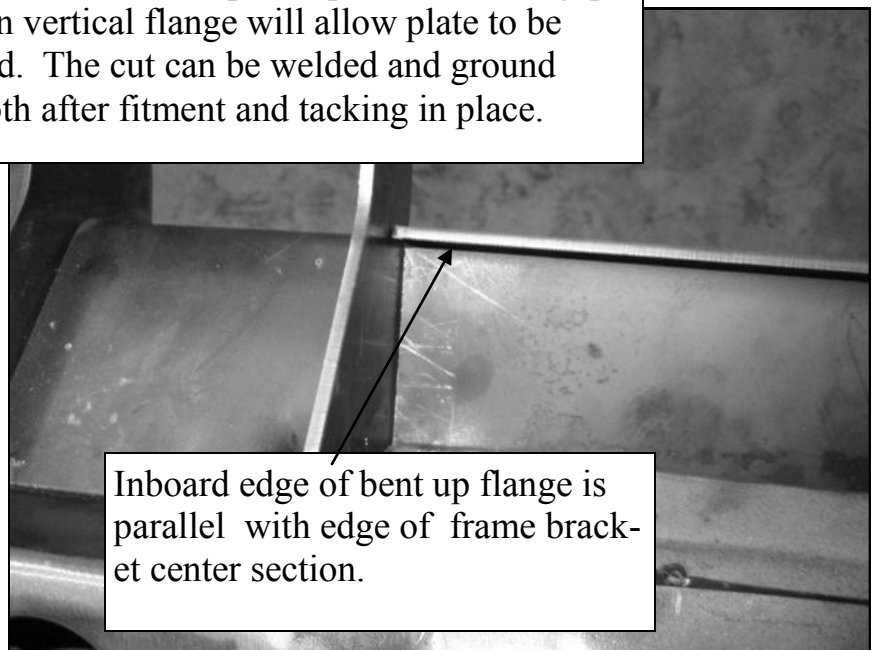 n vertical flange will allow plate to be
d. The cut can be welded and ground
oth after fitment and tacking in place.
Inboard edge of bent up flange is
parallel with edge of frame brack-
et center section.